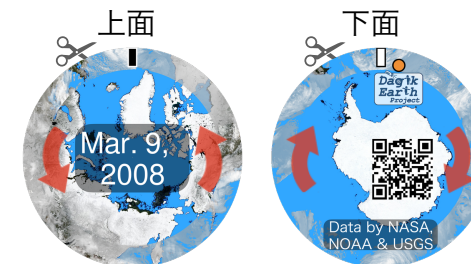 上面
下面
Mar. 9,
2008
Dagik
Earth
Project
Data by NASA,
NOAA & USGS